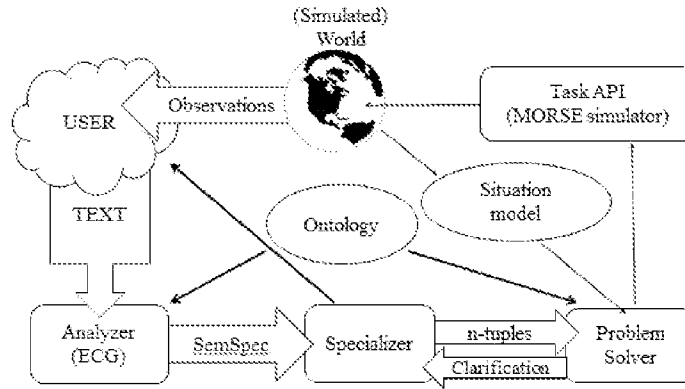 (Simulated)
World
Observations
USER
Task API
(MORSE simulator)
TEXT
Situation
model
Ontology
Analyzer
(ECG)
SemSpec
Specializer
n-tuples
Clarification
Problem
Solver